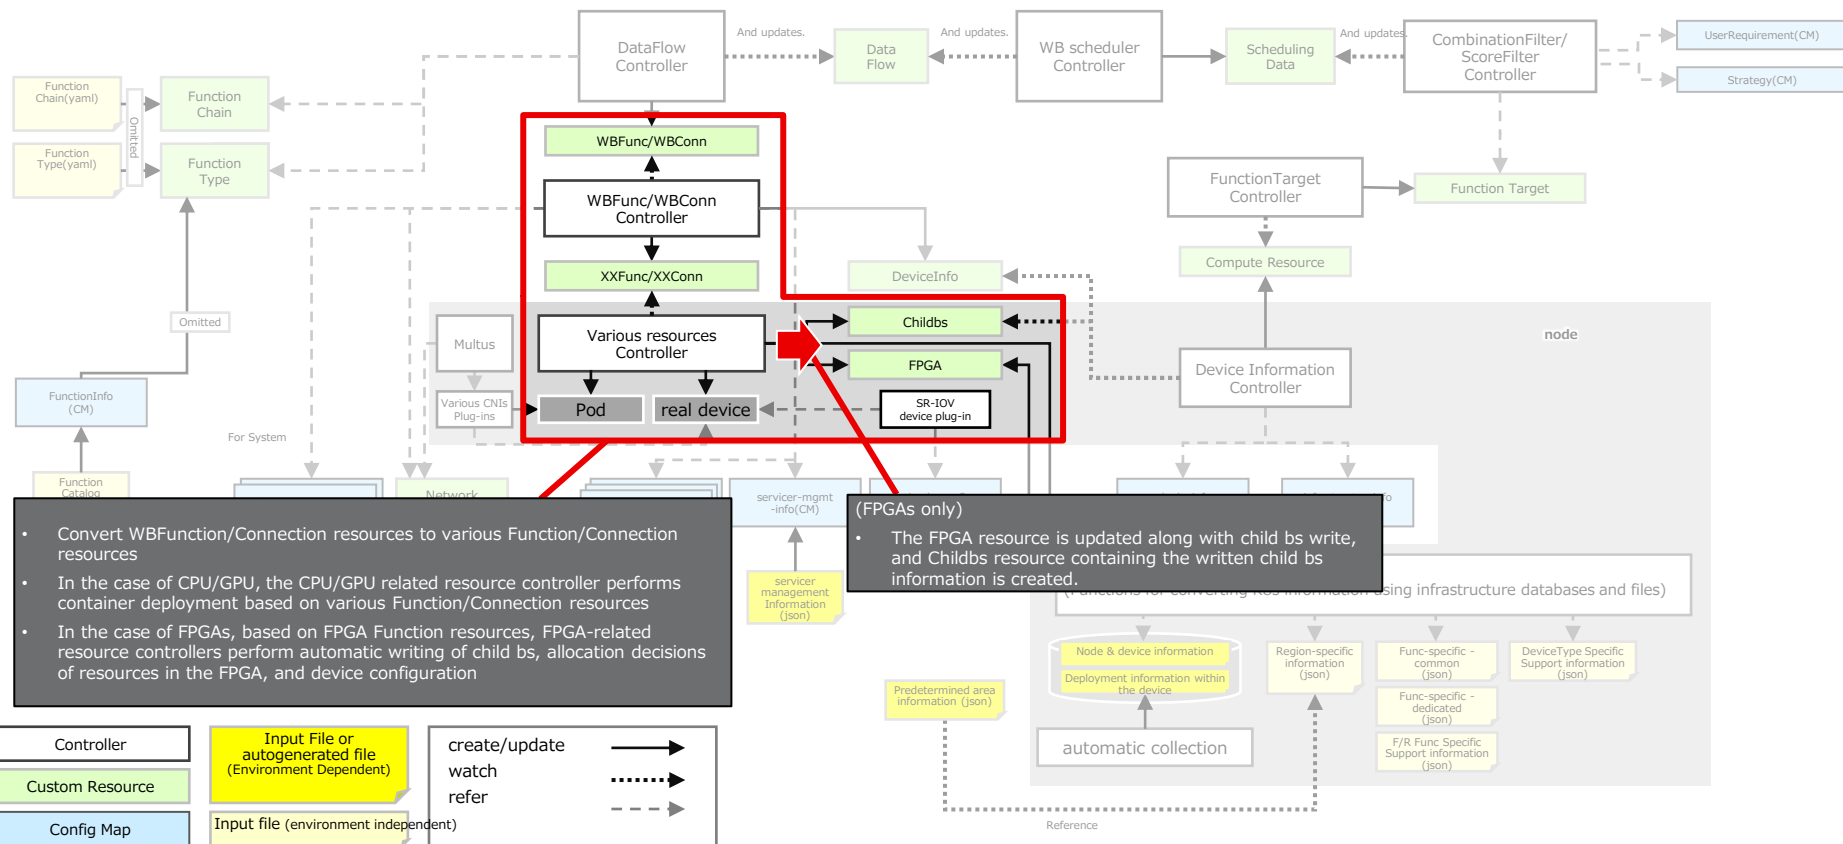 And updates.
And updates.
And updates.
DataFlow
Controller
Data
Flow
WB scheduler
Controller
Scheduling
Data
CombinationFilter/
ScoreFilter
Controller
UserRequirement(CM)
Strategy(CM)
Function
Chain(yaml)
Function
Type(yaml)
Omitted
Function
Chain
Function
Type
WBFunc/WBConn
WBFunc/WBConn
Controller
XXFunc/XXConn
DeviceInfo
FunctionTarget
Controller
Function Target
Compute Resource
node
Omitted
Multus
Various resources
Controller
Childbs
FPGA
Device Information
Controller
FunctionInfo
(CM)
Various CNIs
Plug-ins
Pod
real device
SR-IOV
device plug-in
For System
Function
Catalog
Network
servicer-mgmt
-info(CM)
• Convert WBFunction/Connection resources to various Function/Connection
resources
• In the case of CPU/GPU, the CPU/GPU related resource controller performs
container deployment based on various Function/Connection resources
• In the case of FPGAs, based on FPGA Function resources, FPGA-related
resource controllers perform automatic writing of child bs, allocation decisions
of resources in the FPGA, and device configuration
(FPGAs only)
• The FPGA resource is updated along with child bs write,
and Childbs resource containing the written child bs
information is created.
servicer
management
Information
(json)
(Functions for converting K8s information using infrastructure databases and files)
Node & device information
Deployment information within
the device
Region-specific
information
(json)
Func-specific -
common
(json)
DeviceType Specific
Support information
(json)
Predetermined area
information (json)
Func-specific -
dedicated
(json)
automatic collection
F/R Func Specific
Support information
(json)
Reference
Controller
Custom Resource
Config Map
Input File or
autogenerated file
(Environment Dependent)
Input file (environment independent)
create/update
watch
refer